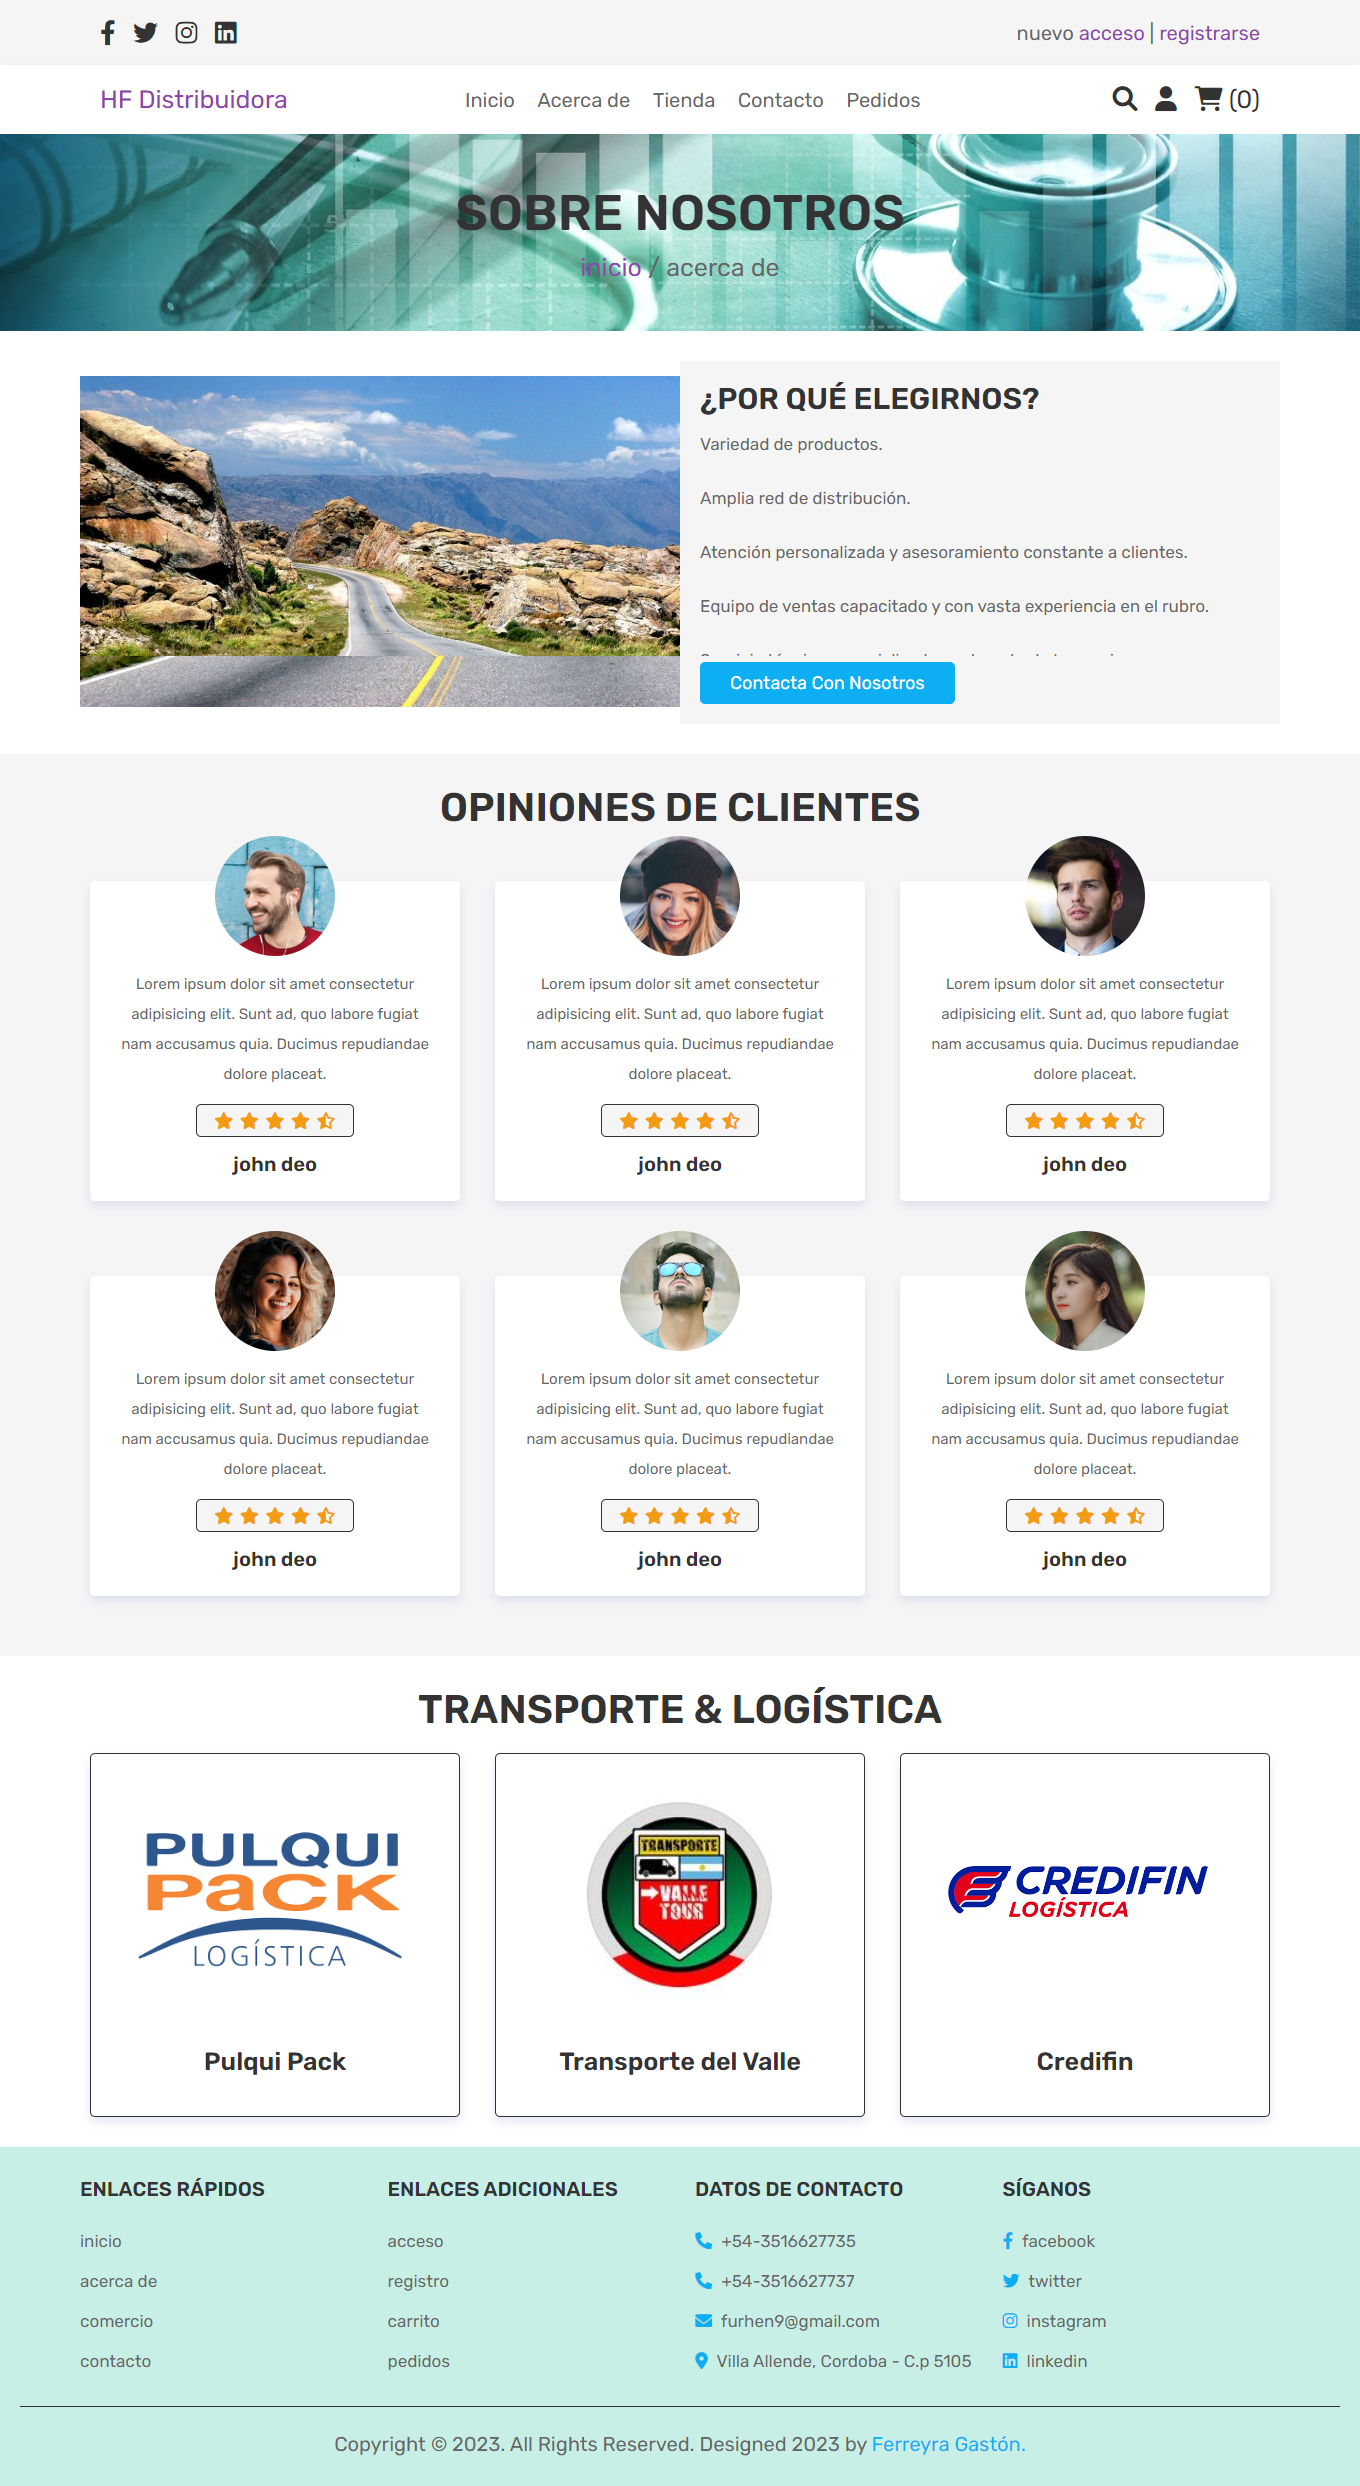 nuevo acceso | registrarse
HF Distribuidora
Inicio Acerca de Tienda Contacto Pedidos
(0)
SOBRE NOSOTROS
inicio / acerca de
¿POR QUÉ ELEGIRNOS?
Variedad de productos.
Amplia red de distribución.
Atención personalizada y asesoramiento constante a clientes.
Equipo de ventas capacitado y con vasta experiencia en el rubro.
Contacta Con Nosotros
OPINIONES DE CLIENTES
Lorem ipsum dolor sit amet consectetur
adipisicing elit. Sunt ad, quo labore fugiat
nam accusamus quia. Ducimus repudiandae
dolore placeat.
john deo
Lorem ipsum dolor sit amet consectetur
adipisicing elit. Sunt ad, quo labore fugiat
nam accusamus quia. Ducimus repudiandae
dolore placeat.
john deo
Lorem ipsum dolor sit amet consectetur
adipisicing elit. Sunt ad, quo labore fugiat
nam accusamus quia. Ducimus repudiandae
dolore placeat.
john deo
Lorem ipsum dolor sit amet consectetur
adipisicing elit. Sunt ad, quo labore fugiat
nam accusamus quia. Ducimus repudiandae
dolore placeat.
john deo
Lorem ipsum dolor sit amet consectetur
adipisicing elit. Sunt ad, quo labore fugiat
nam accusamus quia. Ducimus repudiandae
dolore placeat.
john deo
Lorem ipsum dolor sit amet consectetur
adipisicing elit. Sunt ad, quo labore fugiat
nam accusamus quia. Ducimus repudiandae
dolore placeat.
john deo
TRANSPORTE & LOGÍSTICA
PULQUI
PACK
LOGÍSTICA
Pulqui Pack
TRANSPORTE
VALLE
TOUR
Transporte del Valle
CREDIFIN
LOGÍSTICA
Credifin
ENLACES RÁPIDOS
inicio
acerca de
comercio
contacto
ENLACES ADICIONALES
acceso
registro
carrito
pedidos
DATOS DE CONTACTO
+54-3516627735
+54-3516627737
furhen9@gmail.com
Villa Allende, Cordoba - C.p 5105
SÍGANOS
facebook
twitter
instagram
linkedin
Copyright © 2023. All Rights Reserved. Designed 2023 by Ferreyra Gastón.